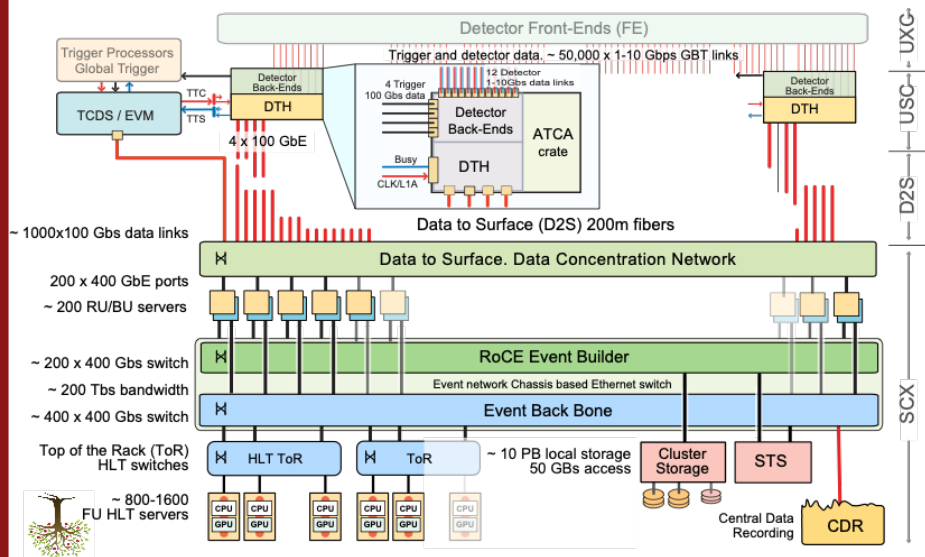 Detector Front-Ends (FE)
UXC
Trigger and detector data. ~ 50,000 x 1-10 Gbps GBT links
Trigger Processors
Global Trigger
TCDS / EVM
TTC
TTS
Detector
Back-Ends
DTH
4 x 100 GbE
4 Trigger
100 Gbs data
12 Detector
1-10Gbs data links
Detector
Back-Ends
DTH
ATCA
crate
Busy
CLK/L1A
Detector
Back-Ends
DTH
USC
D2S
Data to Surface (D2S) 200m fibers
~ 1000x100 Gbs data links
Data to Surface. Data Concentration Network
200 x 400 GbE ports
~ 200 RU/BU servers
~ 200 x 400 Gbs switch
RoCE Event Builder
~ 200 Tbs bandwidth
Event network Chassis based Ethernet switch
~ 400 x 400 Gbs switch
Event Back Bone
SCX
Top of the Rack (ToR)
HLT switches
HLT ToR
ToR
~ 10 PB local storage
50 GBs access
Cluster
Storage
STS
~ 800-1600
FU HLT servers
CPU
GPU
CPU
GPU
CPU
GPU
CPU
GPU
CPU
GPU
CPU
GPU
Central Data
Recording
CDR